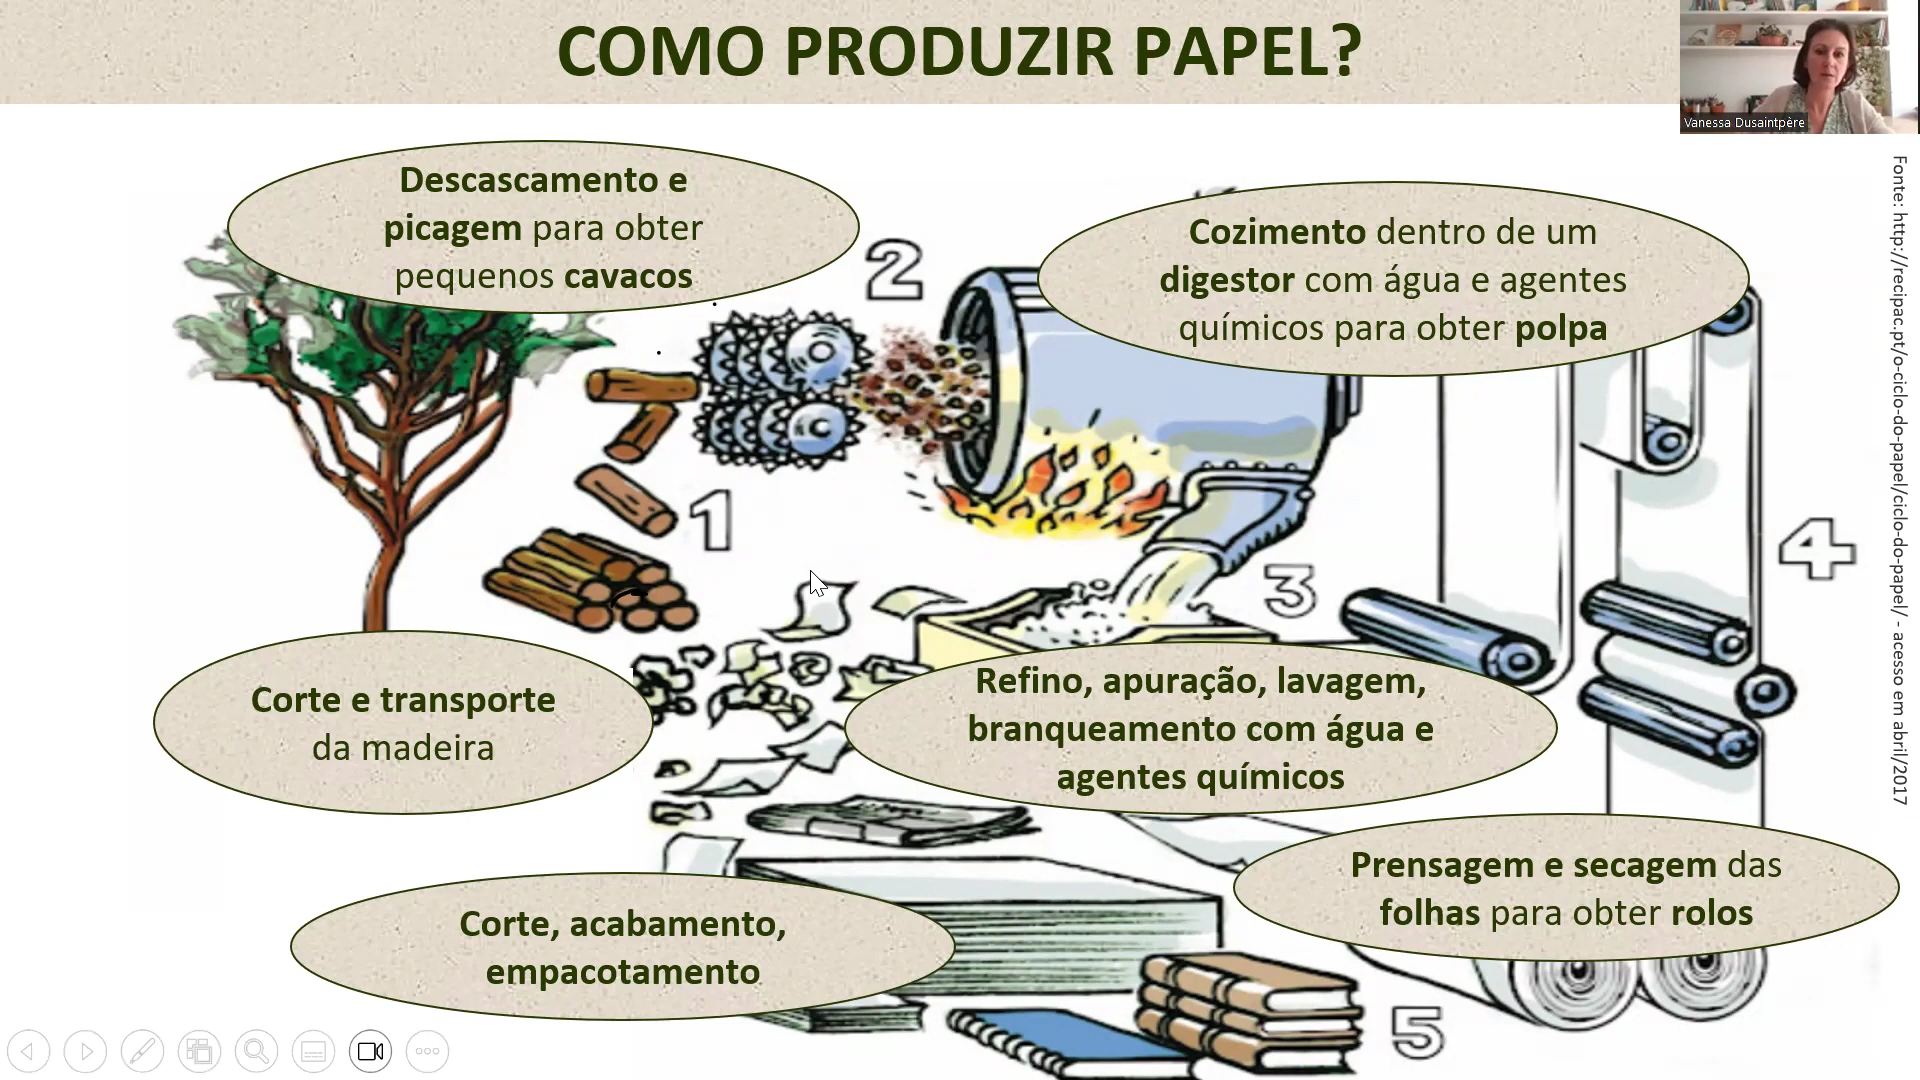 COMO PRODUZIR PAPEL?
Vanessa Dusaintpère
Descascamento e
picagem para obter
pequenos cavacos
Cozimento dentro de um
digestor com água e agentes
químicos para obter polpa
2
1
3
4
Corte e transporte
da madeira
Refino, apuração, lavagem,
branqueamento com água e
agentes químicos
Prensagem e secagem das
folhas para obter rolos
Corte, acabamento,
empacotamento
5
Fonte: http://recipac.pt/o-ciclo-do-papel/ciclo-do-papel/ - acesso em abril/2017